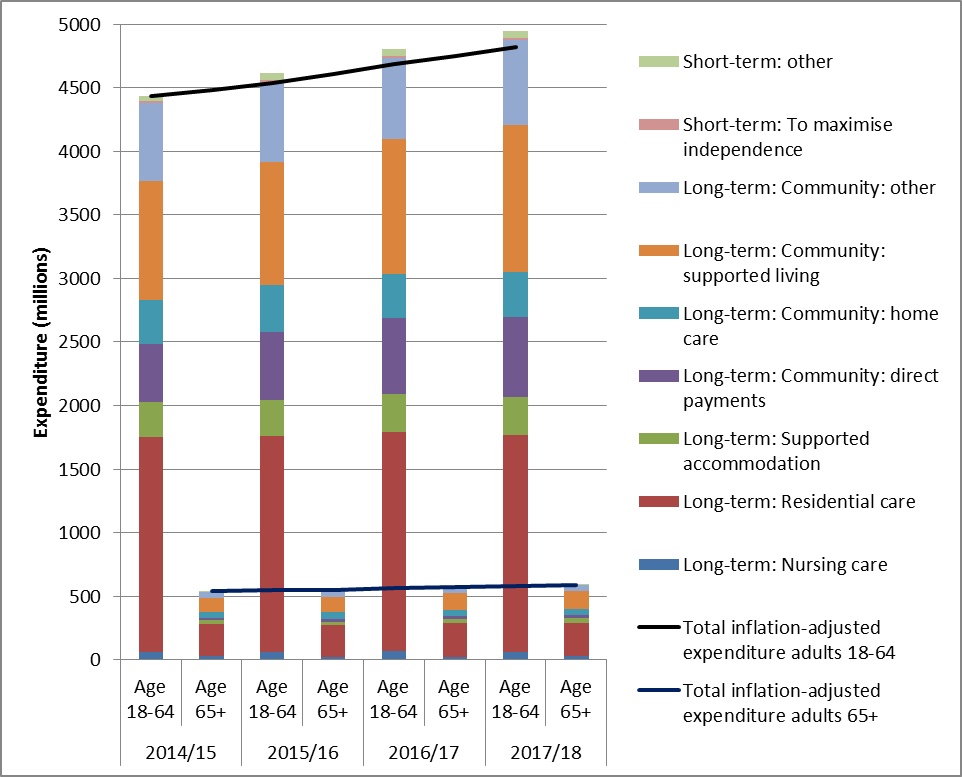 5000
4500
4000
3500
3000
2500
2000
1500
1000
500
0
Expenditure (millions)
Age
18-64
Age
65+
Age
18-64
Age
65+
Age
18-64
Age
65+
Age
18-64
Age
65+
2014/15
2015/16
2016/17
2017/18
Short-term: other
Short-term: To maximise
independence
Long-term: Community: other
Long-term: Community:
supported living
Long-term: Community: home
care
Long-term: Community: direct
payments
Long-term: Supported
accommodation
Long-term: Residential care
Long-term: Nursing care
Total inflation-adjusted
expenditure adults 18-64
Total inflation-adjusted
expenditure adults 65+